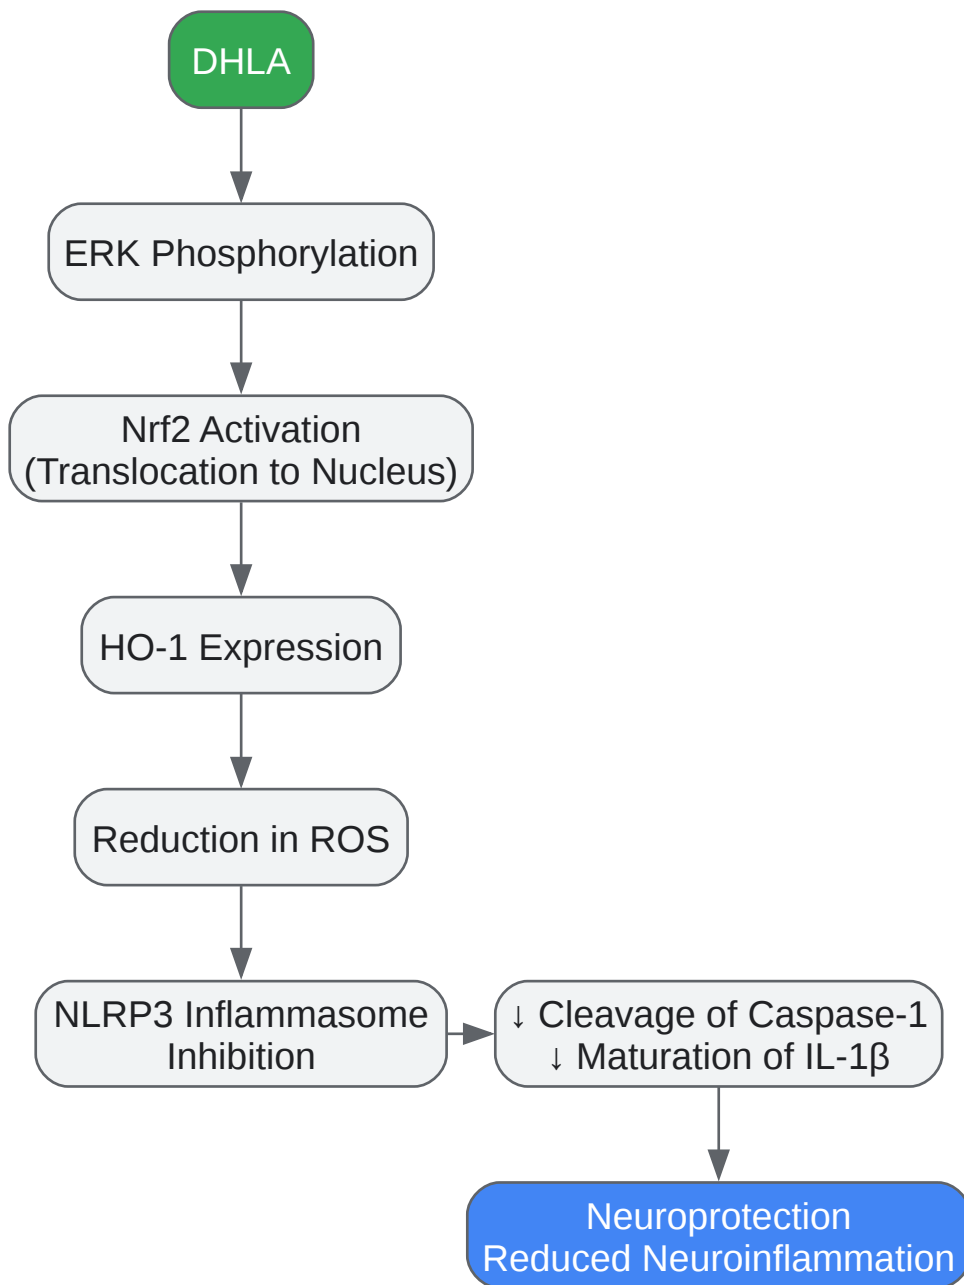 DHLA
ERK Phosphorylation
Nrf2 Activation
(Translocation to Nucleus)
HO-1 Expression
Reduction in ROS
NLRP3 Inflammasome
Inhibition
↓ Cleavage of Caspase-1
↓ Maturation of IL-1β
Neuroprotection
Reduced Neuroinflammation